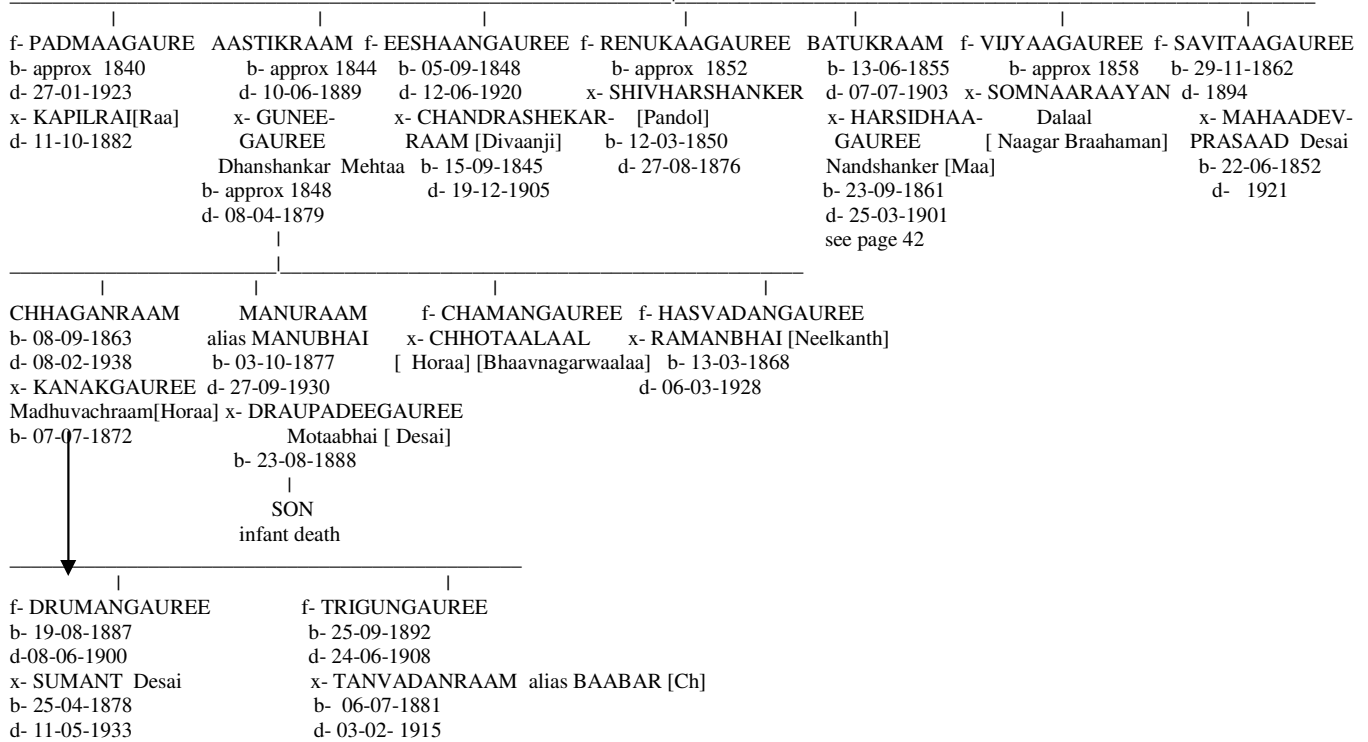 f- PADMAAGAURE AASTIKRAAM f- EESHAANGAUREE f- RENUKAAGAUREE BATUKRAAM f- VIJYAAGAUREE f- SAVITAAGAUREE
b- approx 1840 b- approx 1844 b- 05-09-1848 b- approx 1852 b- 13-06-1855 b- approx 1858 b- 29-11-1862
d- 27-01-1923 d- 10-06-1889 d- 12-06-1920 x- SHIVHARSHANKER d- 07-07-1903 x- SOMNAARAAYAN d- 1894
x- KAPILRAI[Raa] x- GUNEE- x- CHANDRASHEKAR- [Pandol] x- HARSIDHAA- Dalaal x- MAHAADEV-
d- 11-10-1882 GAUREE RAAM [Divaanji] b- 12-03-1850 GAUREE [ Naagar Braahaman] PRASAAD Desai
Dhanshankar Mehtaa b- 15-09-1845 d- 27-08-1876 Nandshanker [Maa] b- 22-06-1852
b- approx 1848 d- 19-12-1905 b- 23-09-1861 d- 1921
d- 08-04-1879 d- 25-03-1901
see page 42
CHHAGANRAAM MANURAAM f- CHAMANGAUREE f- HASVADANGAUREE
b- 08-09-1863 alias MANUBHAI x- CHHOTAALAAL x- RAMANBHAI [Neelkanth]
d- 08-02-1938 b- 03-10-1877 [ Horaa] [Bhaavnagarwaalaa] b- 13-03-1868
x- KANAKGAUREE d- 27-09-1930 d- 06-03-1928
Madhuvachraam[Horaa] x- DRAUPADEEGAUREE
b- 07-07-1872 Motaabhai [ Desai]
b- 23-08-1888
SON
infant death
f- DRUMANGAUREE f- TRIGUNGAUREE
b- 19-08-1887 b- 25-09-1892
d-08-06-1900 d- 24-06-1908
x- SUMANT Desai x- TANVADANRAAM alias BAABAR [Ch]
b- 25-04-1878 b- 06-07-1881
d- 11-05-1933 d- 03-02- 1915